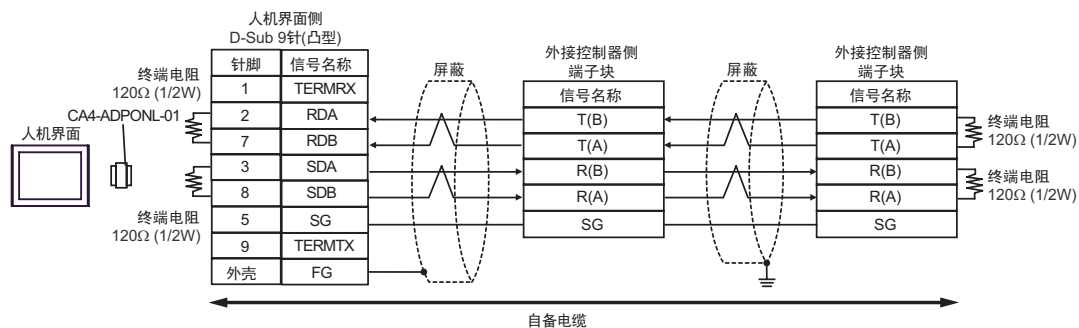 人机界面侧
D-Sub 9针(凸型)
针脚 信号名称
1 TERMRX
2 RDA
7 RDB
3 SDA
8 SDB
5 SG
9 TERMTX
外壳 FG
终端电阻
120Ω (1/2W)
CA4-ADPONL-01
人机界面
终端电阻
120Ω (1/2W)
屏蔽
外接控制器侧
端子块
信号名称
T(B)
T(A)
R(B)
R(A)
SG
屏蔽
外接控制器侧
端子块
信号名称
T(B)
T(A)
R(B)
R(A)
SG
终端电阻
120Ω (1/2W)
终端电阻
120Ω (1/2W)
自备电缆